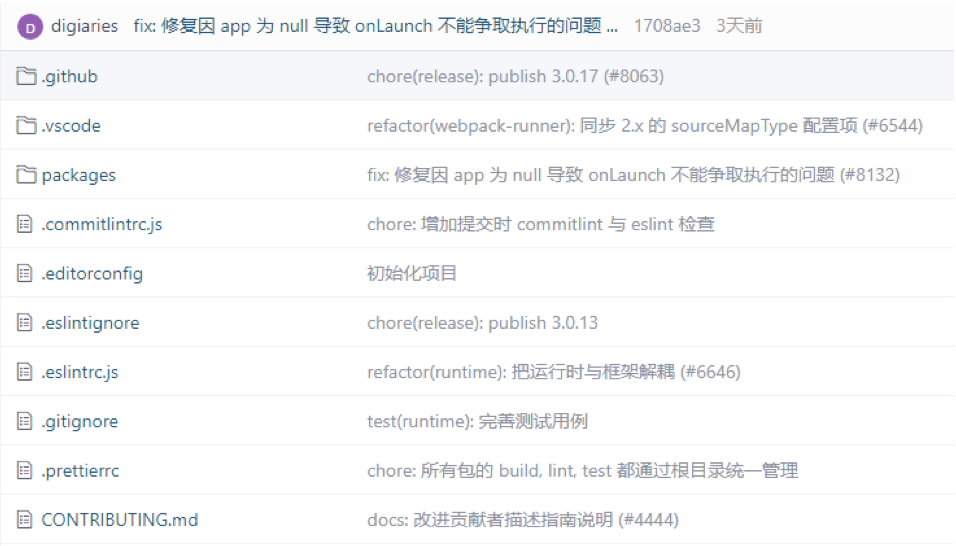 D digiaries fix: 修复因 app 为 null 导致 onLaunch 不能争取执行的问题 ... 1708ae3 3天前
.github chore(release): publish 3.0.17 (#8063)
.vscode refactor(webpack-runner): 同步 2.x 的 sourceMapType 配置项 (#6544)
packages fix: 修复因 app 为 null 导致 onLaunch 不能争取执行的问题 (#8132)
.commitlintrc.js chore: 增加提交时 commitlint 与 eslint 检查
.editorconfig 初始化项目
.eslintignore chore(release): publish 3.0.13
.eslintrc.js refactor(runtime): 把运行时与框架解耦 (#6646)
.gitignore test(runtime): 完善测试用例
.prettierrc chore: 所有包的 build, lint, test 都通过根目录统一管理
CONTRIBUTING.md docs: 改进贡献者描述指南说明 (#4444)